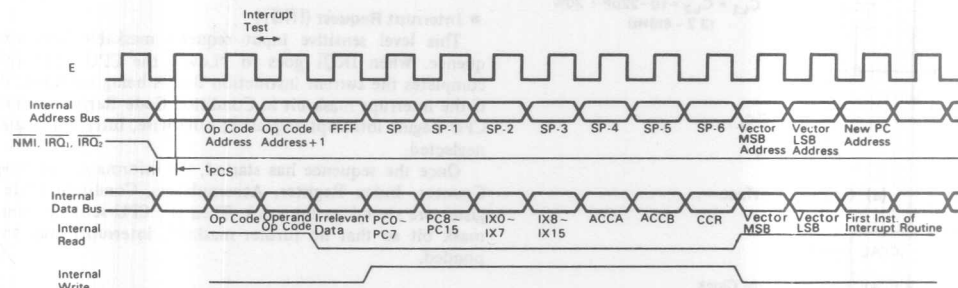 Interrupt
Test
E
Internal
Address Bus
Op Code
Address
Op Code
Address+1
FFFF
SP
SP-1
SP-2
SP-3
SP-4
SP-5
SP-6
Vector
MSB
Address
Vector
LSB
Address
New PC
Address
NMI, IRQ₁, IRQ₂
tPCS
Internal
Data Bus
Op Code
Operand
Op Code
Irrelevant
Data
PC0~
PC7
PC8~
PC15
IX0~
IX7
IX8~
IX15
ACCA
ACCB
CCR
Vector
MSB
Vector
LSB
First Inst. of
Interrupt Routine
Internal
Read
Internal
Write